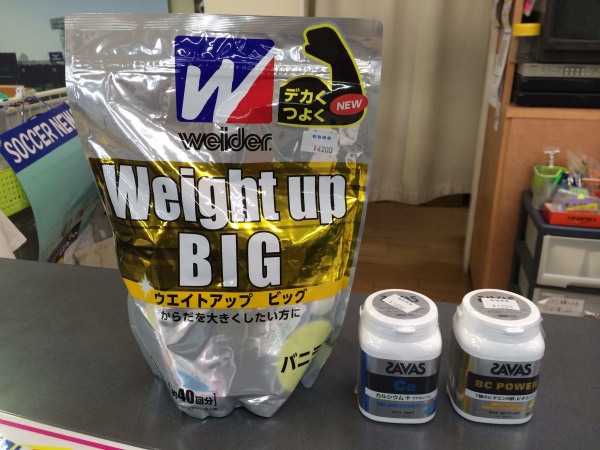 SOCCER NEW
W
デカく
つよく
NEW
weider
¥4200
Weight up
BIG
ウエイトアップ ビッグ
からだを大きくしたい方に
バニラ
約40回分
SAVAS
Ca
カルシウム+
SAVAS
BC POWER